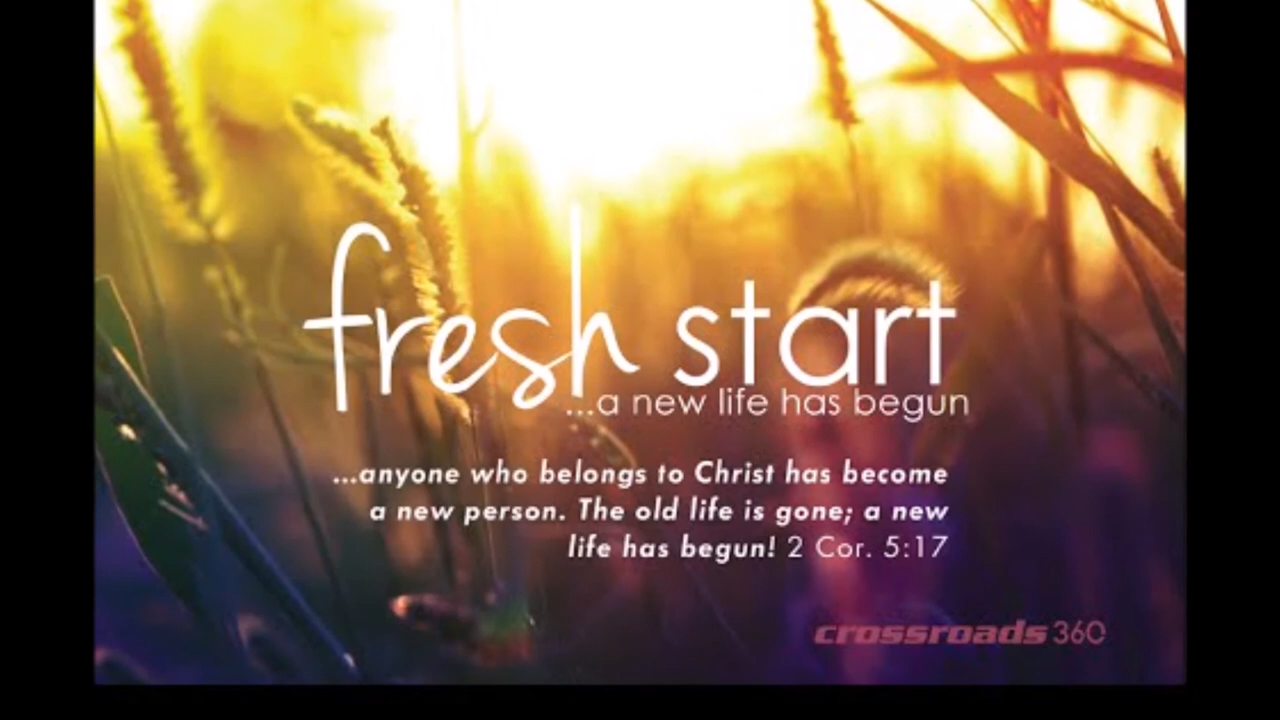 fresh start
...a new life has begun
...anyone who belongs to Christ has become
a new person. The old life is gone; a new
life has begun! 2 Cor. 5:17
crossroads360